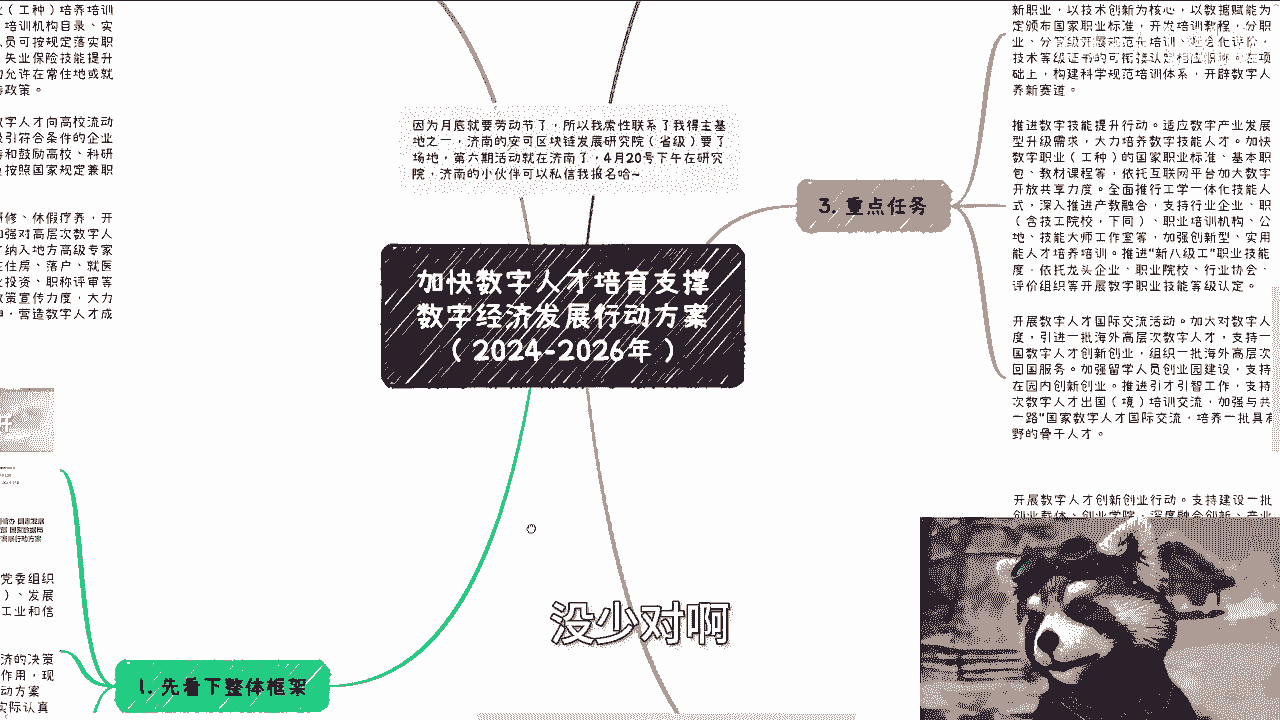 （工种）培养培训
培训机构目录、实
员可按规定落实职
失业保险技能提升
允许在常住地或就
政策。
数字人才向高校流动
引符合条件的企业
和鼓励高校、科研
按照国家规定兼职
研修、休假疗养，开
加强对高层次数字人
纳入地方高级专家
住房、落户、就医
投资、职称评审等
政策宣传力度，大力
，营造数字人才成
因为月底就要劳动节了，所以我索性联系了我得主基
地之一，济南的安可区块链发展研究院（省级）要了
场地，第六期活动就在济南了，4月20号下午在研究
院，济南的小伙伴可以私信我报名哈~
加快数字人才培育支撑
数字经济发展行动方案
（2024-2026年）
3. 重点任务
新职业，以技术创新为核心，以数据赋能为
定颁布国家职业标准，开发培训教程，分职
业、分等级开展规范化培训、社会化评价，
技术等级证书的可衔接认定相应职称。在项
础上，构建科学规范培训体系，开辟数字人
养新赛道。
推进数字技能提升行动。适应数字产业发展
型升级需求，大力培养数字技能人才。加快
数字职业（工种）的国家职业标准、基本职
包、教材课程等，依托互联网平台加大数字
开放共享力度。全面推行工学一体化技能人
式，深入推进产教融合，支持行业企业、职
（含技工院校，下同）、职业培训机构、公
地、技能大师工作室等，加强创新型、实用
能人才培养培训。推进"新八级工"职业技能
度，依托龙头企业、职业院校、行业协会、
评价组织等开展数字职业技能等级认定。
开展数字人才国际交流活动。加大对数字人
度，引进一批海外高层次数字人才，支持一
国数字人才创新创业，组织一批海外高层次
回国服务。加强留学人员创业园建设，支持
在园内创新创业。推进引才引智工作，支持
次数字人才出国（境）培训交流，加强与共
一路"国家数字人才国际交流，培养一批具有
野的骨干人才。
开展数字人才创新创业行动。支持建设一批
创业载体、创业学院，深度融合创新、产业
党委组织
）、发展
工业和信
济的决策
作用，现
动方案
实际认真
1. 先看下整体框架
没少对啊